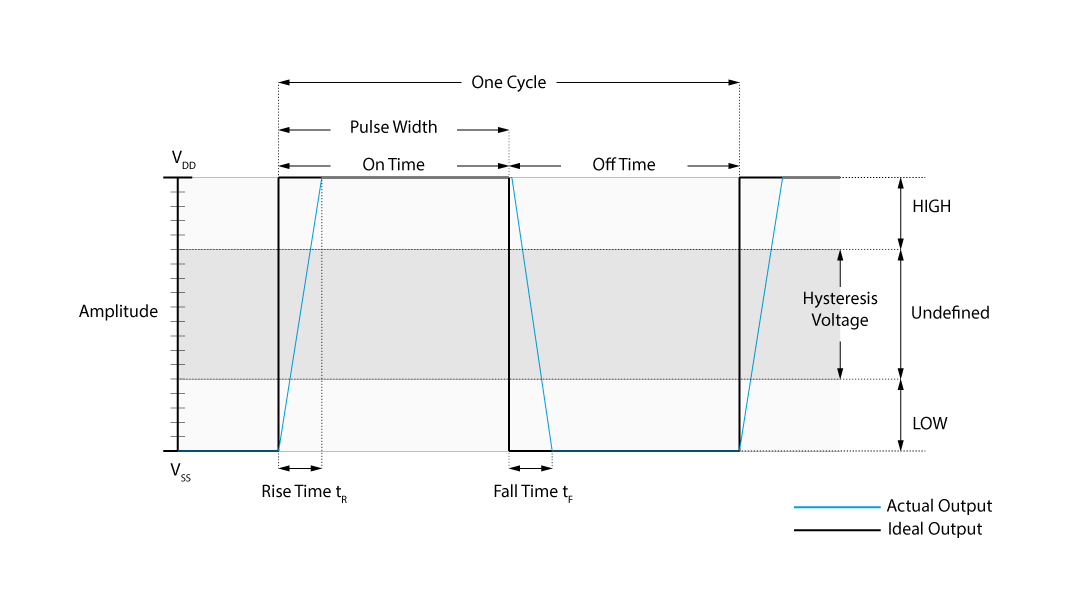 One Cycle
Pulse Width
On Time
Off Time
VDD
HIGH
Amplitude
Hysteresis
Voltage
Undefined
LOW
VSS
Rise Time tR
Fall Time tF
Actual Output
Ideal Output